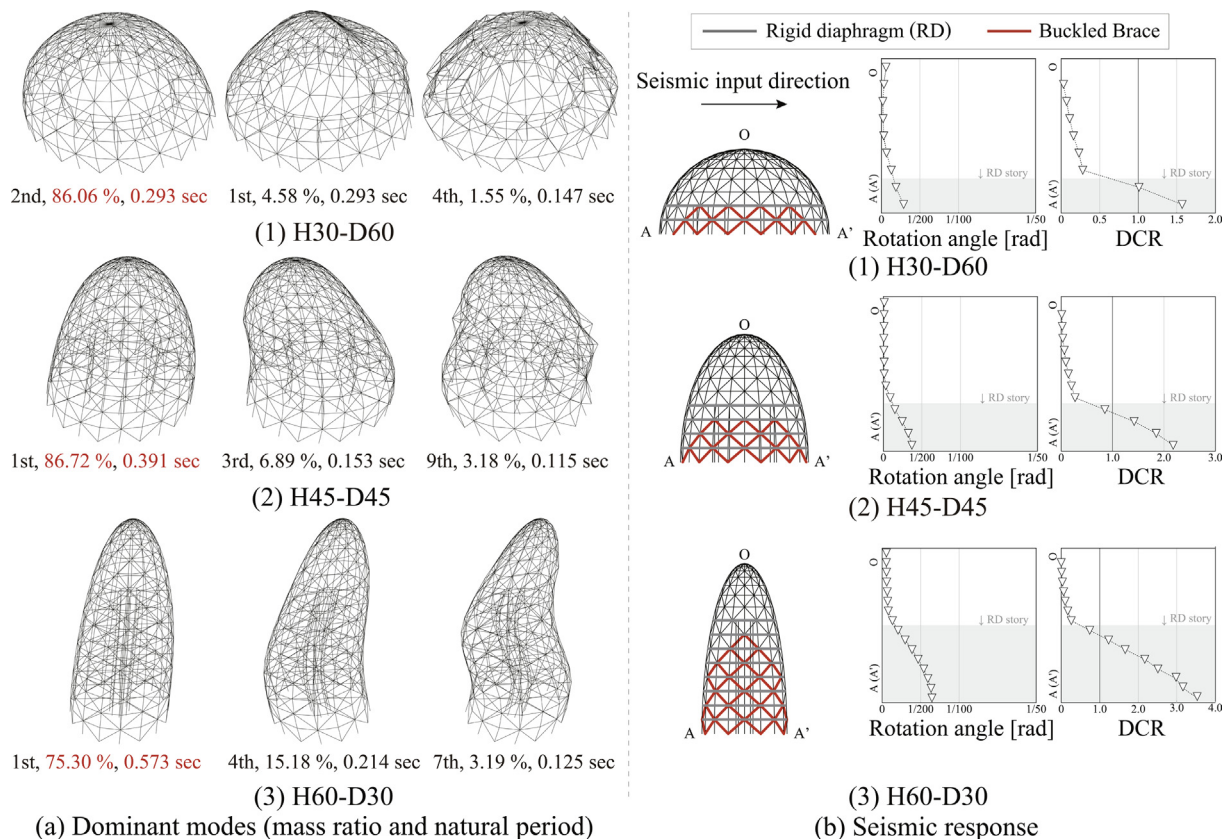 2nd, 86.06 %, 0.293 sec
1st, 4.58 %, 0.293 sec
4th, 1.55 %, 0.147 sec
(1) H30-D60
1st, 86.72 %, 0.391 sec
3rd, 6.89 %, 0.153 sec
9th, 3.18 %, 0.115 sec
(2) H45-D45
1st, 75.30 %, 0.573 sec
4th, 15.18 %, 0.214 sec
7th, 3.19 %, 0.125 sec
(3) H60-D30
(a) Dominant modes (mass ratio and natural period)
Rigid diaphragm (RD)
Buckled Brace
Seismic input direction
O
A
A'
O
A (A')
↓ RD story
0
1/200
1/100
1/50
Rotation angle [rad]
O
A (A')
↓ RD story
0
0.5
1.0
1.5
2.0
DCR
(1) H30-D60
O
A
A'
O
A (A')
↓ RD story
0
1/200
1/100
1/50
Rotation angle [rad]
O
A (A')
↓ RD story
0
1.0
2.0
3.0
DCR
(2) H45-D45
O
A
A'
O
A (A')
↓ RD story
0
1/200
1/100
1/50
Rotation angle [rad]
O
A (A')
↓ RD story
0
1.0
2.0
3.0
4.0
DCR
(3) H60-D30
(b) Seismic response